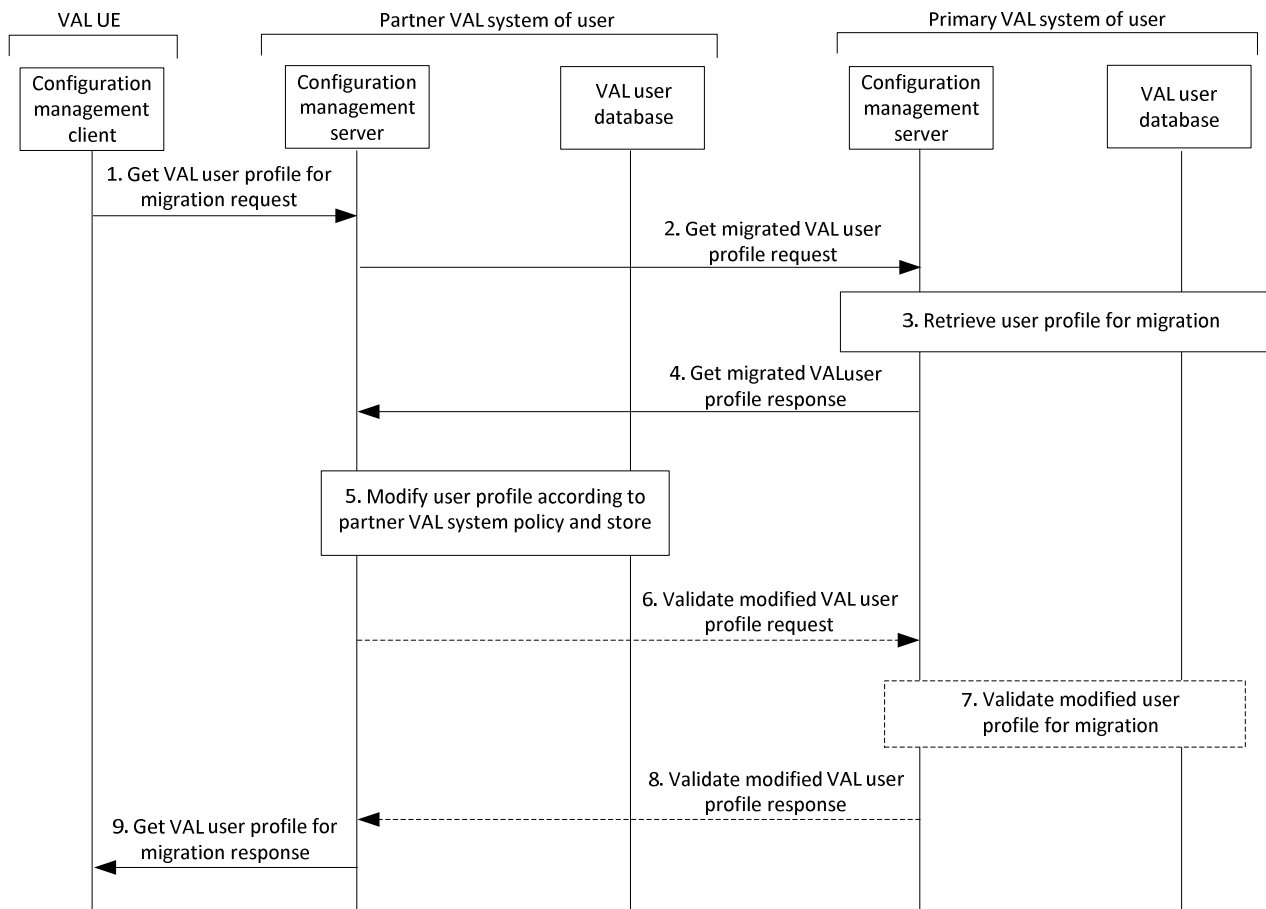 VAL UE
Partner VAL system of user
Primary VAL system of user
Configuration
management
client
Configuration
management
server
VAL user
database
Configuration
management
server
VAL user
database
1. Get VAL user profile for
migration request
2. Get migrated VAL user
profile request
3. Retrieve user profile for migration
4. Get migrated VALuser
profile response
5. Modify user profile according to
partner VAL system policy and store
6. Validate modified VAL user
profile request
7. Validate modified user
profile for migration
8. Validate modified VAL user
profile response
9. Get VAL user profile for
migration response